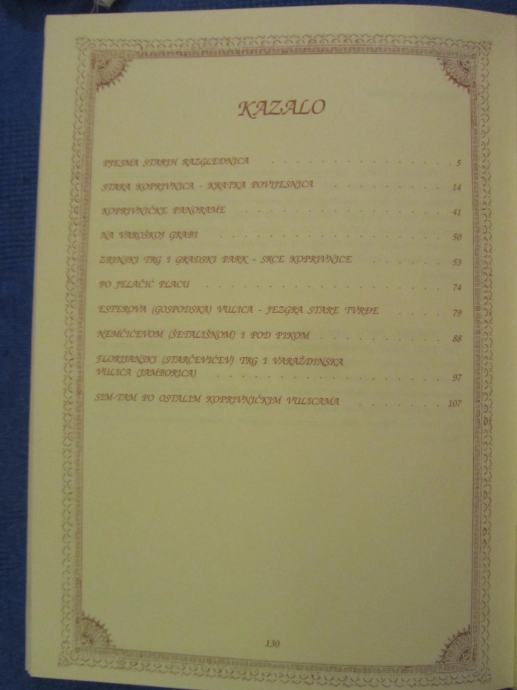 KAZALO
PJESMA STARIH RAZGLEDNICA . . . . . . . . . . . . . . . . 5
STARA KOPRIVNICA - KRATKA POVIJESNICA . . . . . . . . . . . 14
KOPRIVNIČKE PANORAME . . . . . . . . . . . . . . . . . . 41
NA VAROŠKOJ GRABI . . . . . . . . . . . . . . . . . . . . 50
ZRINSKI TRG I GRADSKI PARK - SRCE KOPRIVNICE . . . . . . . . 53
PO JELAČIĆ PLACU . . . . . . . . . . . . . . . . . . . . 74
ESTEROVA (GOSPODSKA) VULICA - JEZGRA STARE TVRĐE . . . . . . 79
NEMČIĆEVOM (ŠETALIŠNOM) I POD PIKOM . . . . . . . . . . . 88
FLORIJANSKI (STARČEVIĆEV) TRG I VARAŽDINSKA
VULICA (JAMBORICA) . . . . . . . . . . . . . . . . . . . 97
SIM-TAM PO OSTALIM KOPRIVNIČKIM VULICAMA . . . . . . . . . 107
130